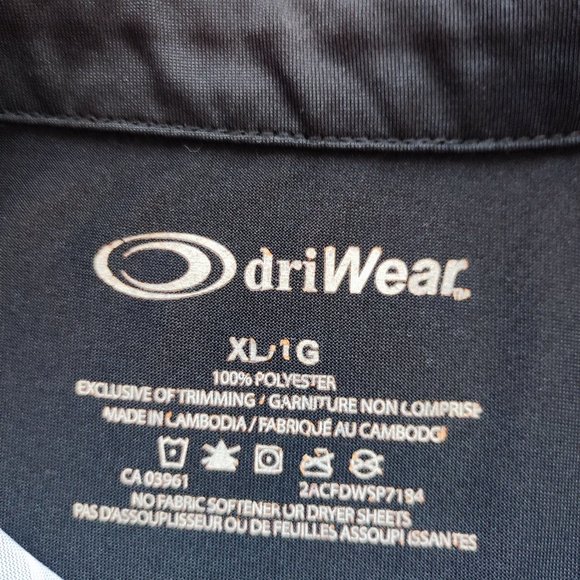 driWear
XL/1G
100% POLYESTER
EXCLUSIVE OF TRIMMING / GARNITURE NON COMPRISE
MADE IN CAMBODIA / FABRIQUÉ AU CAMBODG
CA 03961 2ACFDWSP7184
NO FABRIC SOFTENER OR DRYER SHEETS
PAS D'ASSOUPLISSEUR OU DE FEUILLES ASSOUPLISSANTES